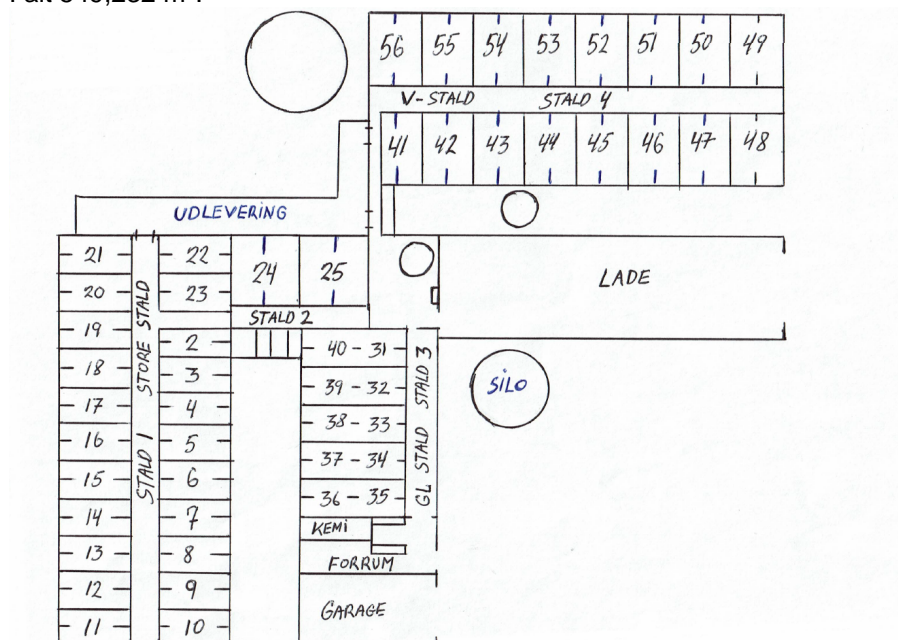 56 55 54 53 52 51 50 49
V-STALD STALD 4
41 42 43 44 45 46 47 48
UDLEVERING
21 22 24 25
20 23
LADE
STALD 2
19 2 40 - 31
18 3 39 - 32
SILO
17 4 38 - 33
16 5 37 - 34
15 6 36 - 35
14 7 KEMI
13 8 FORRUM
12 9
11 10 GARAGE
STALD 1 STORE STALD
GL STALD STALD 3